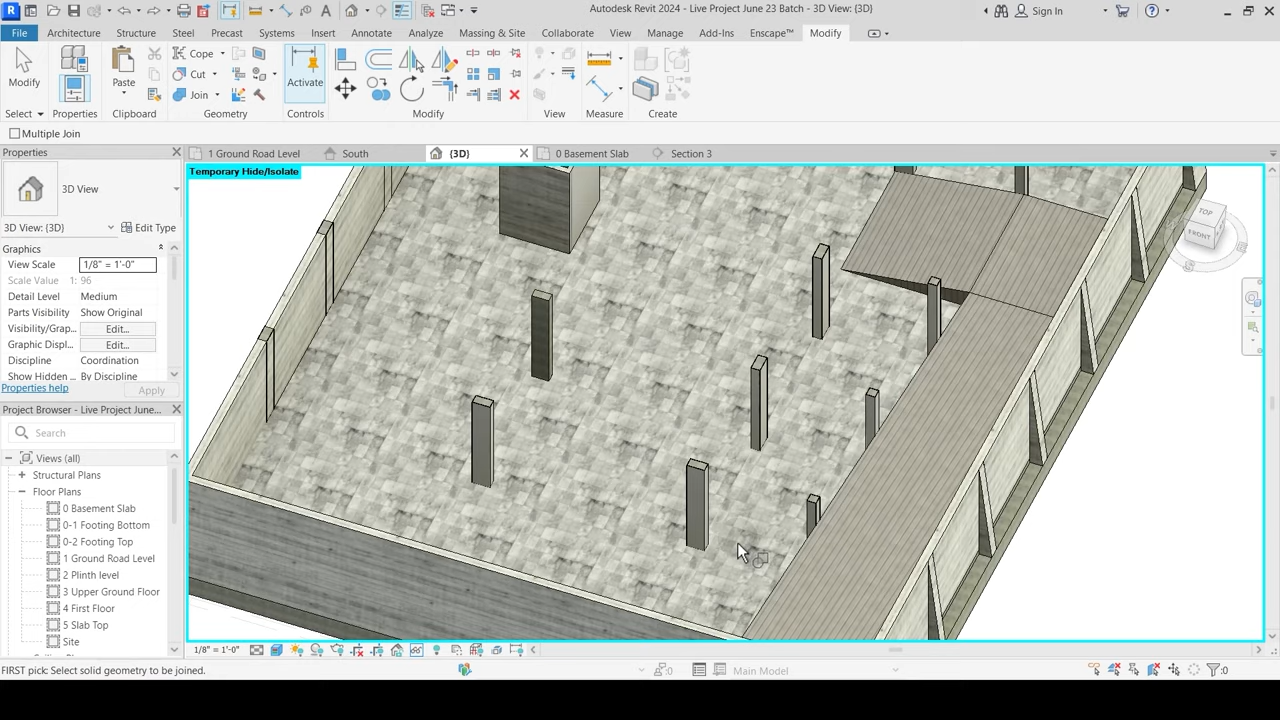 Autodesk Revit 2024 - Live Project June 23 Batch - 3D View: {3D}
Sign In
File Architecture Structure Steel Precast Systems Insert Annotate Analyze Massing & Site Collaborate View Manage Add-Ins Enscape™ Modify
Modify
Paste
Cope
Cut
Join
Activate
Select Properties Clipboard Geometry Controls Modify View Measure Create
Multiple Join
Properties
1 Ground Road Level South {3D} 0 Basement Slab Section 3
3D View
3D View: {3D} Edit Type
Graphics
View Scale 1/8" = 1'-0"
Scale Value 1: 96
Detail Level Medium
Parts Visibility Show Original
Visibility/Grap... Edit...
Graphic Displ... Edit...
Discipline Coordination
Show Hidden ... By Discipline
Properties help Apply
Project Browser - Live Project June...
Search
Views (all)
Structural Plans
Floor Plans
0 Basement Slab
0-1 Footing Bottom
0-2 Footing Top
1 Ground Road Level
2 Plinth level
3 Upper Ground Floor
4 First Floor
5 Slab Top
Site
Temporary Hide/Isolate
TOP
FRONT
1/8" = 1'-0"
FIRST pick: Select solid geometry to be joined.
:0
Main Model
:0